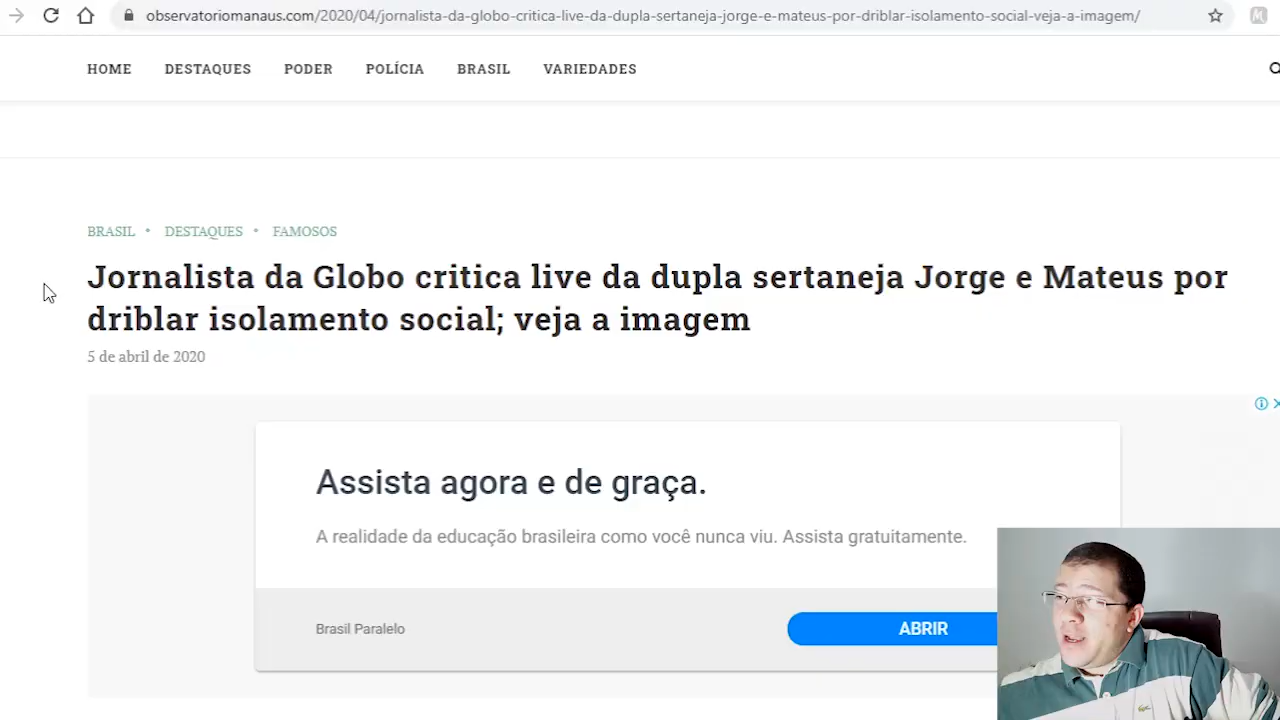 observatoriomanaus.com/2020/04/jornalista-da-globo-critica-live-da-dupla-sertaneja-jorge-e-mateus-por-driblar-isolamento-social-veja-a-imagem/
HOME DESTAQUES PODER POLÍCIA BRASIL VARIEDADES
BRASIL • DESTAQUES • FAMOSOS
Jornalista da Globo critica live da dupla sertaneja Jorge e Mateus por
driblar isolamento social; veja a imagem
5 de abril de 2020
Assista agora e de graça.
A realidade da educação brasileira como você nunca viu. Assista gratuitamente.
Brasil Paralelo
ABRIR